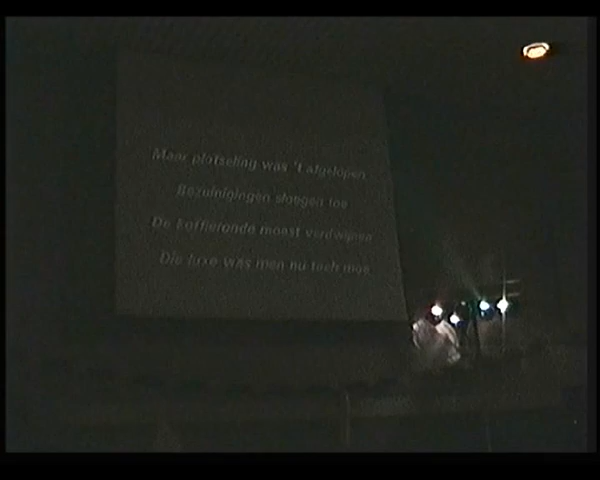 Maar plotseling was 't afgelopen
Bezuinigingen sloegen toe
De koffieronde moest verdwijnen
Die luxe was men nu toch moe